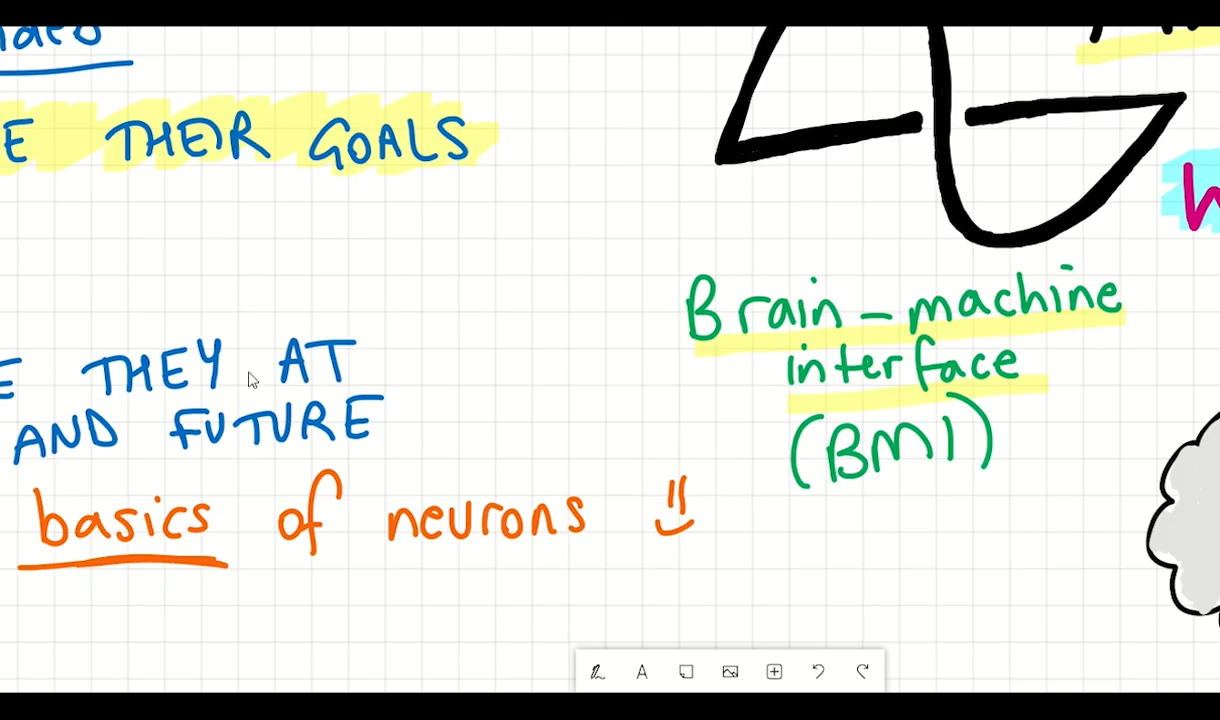 E THEIR GOALS
Brain-machine
interface
(BMI)
E THEY AT
AND FUTURE
basics of neurons
A